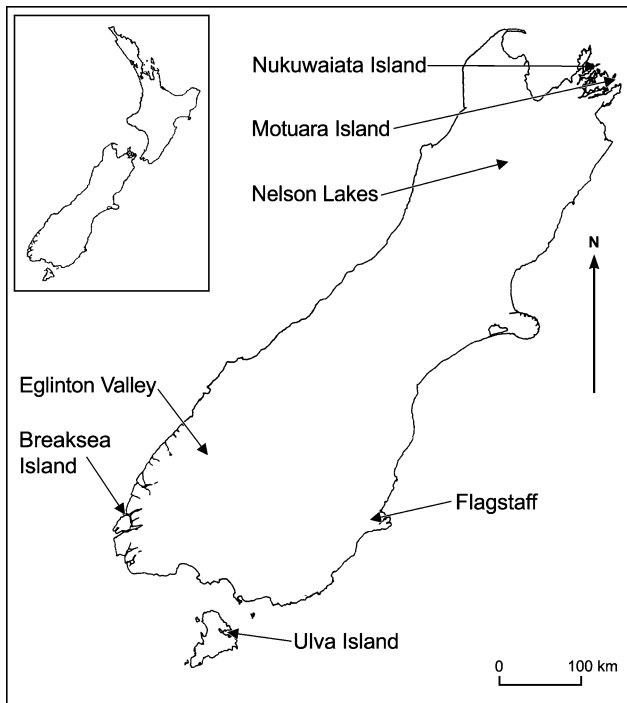 Nukuwaiata Island
Motuara Island
Nelson Lakes
N
Eglinton Valley
Breaksea
Island
Flagstaff
Ulva Island
0 100 km